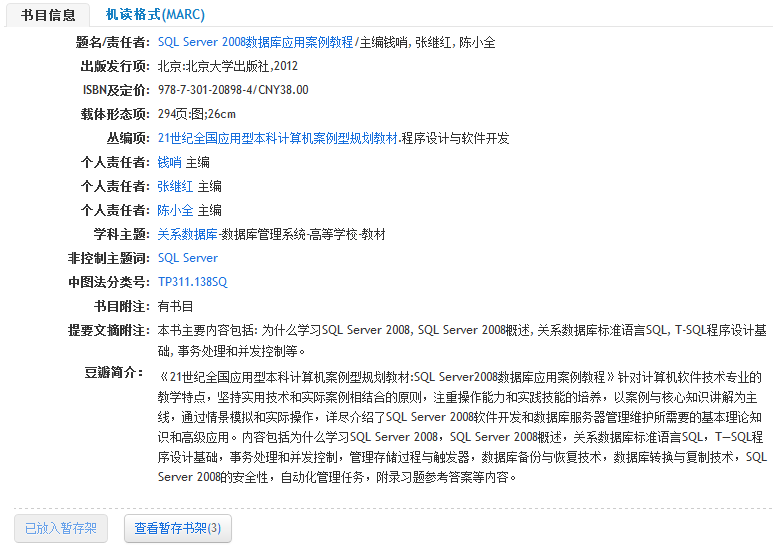 书目信息 机读格式(MARC)
题名/责任者: SQL Server 2008数据库应用案例教程/主编钱哨, 张继红, 陈小全
出版发行项: 北京:北京大学出版社,2012
ISBN及定价: 978-7-301-20898-4/CNY38.00
载体形态项: 294页:图;26cm
丛编项: 21世纪全国应用型本科计算机案例型规划教材.程序设计与软件开发
个人责任者: 钱哨 主编
个人责任者: 张继红 主编
个人责任者: 陈小全 主编
学科主题: 关系数据库-数据库管理系统-高等学校-教材
非控制主题词: SQL Server
中图法分类号: TP311.138SQ
书目附注: 有书目
提要文摘附注: 本书主要内容包括: 为什么学习SQL Server 2008, SQL Server 2008概述, 关系数据库标准语言SQL, T-SQL程序设计基
础, 事务处理和并发控制等。
豆瓣简介: 《21世纪全国应用型本科计算机案例型规划教材:SQL Server2008数据库应用案例教程》针对计算机软件技术专业的
教学特点，坚持实用技术和实际案例相结合的原则，注重操作能力和实践技能的培养，以案例与核心知识讲解为主
线，通过情景模拟和实际操作，详尽介绍了SQL Server 2008软件开发和数据库服务器管理维护所需要的基本理论知
识和高级应用。内容包括为什么学习SQL Server 2008，SQL Server 2008概述，关系数据库标准语言SQL，T—SQL程
序设计基础，事务处理和并发控制，管理存储过程与触发器，数据库备份与恢复技术，数据库转换与复制技术，SQL
Server 2008的安全性，自动化管理任务，附录习题参考答案等内容。
已放入暂存架 查看暂存书架(3)